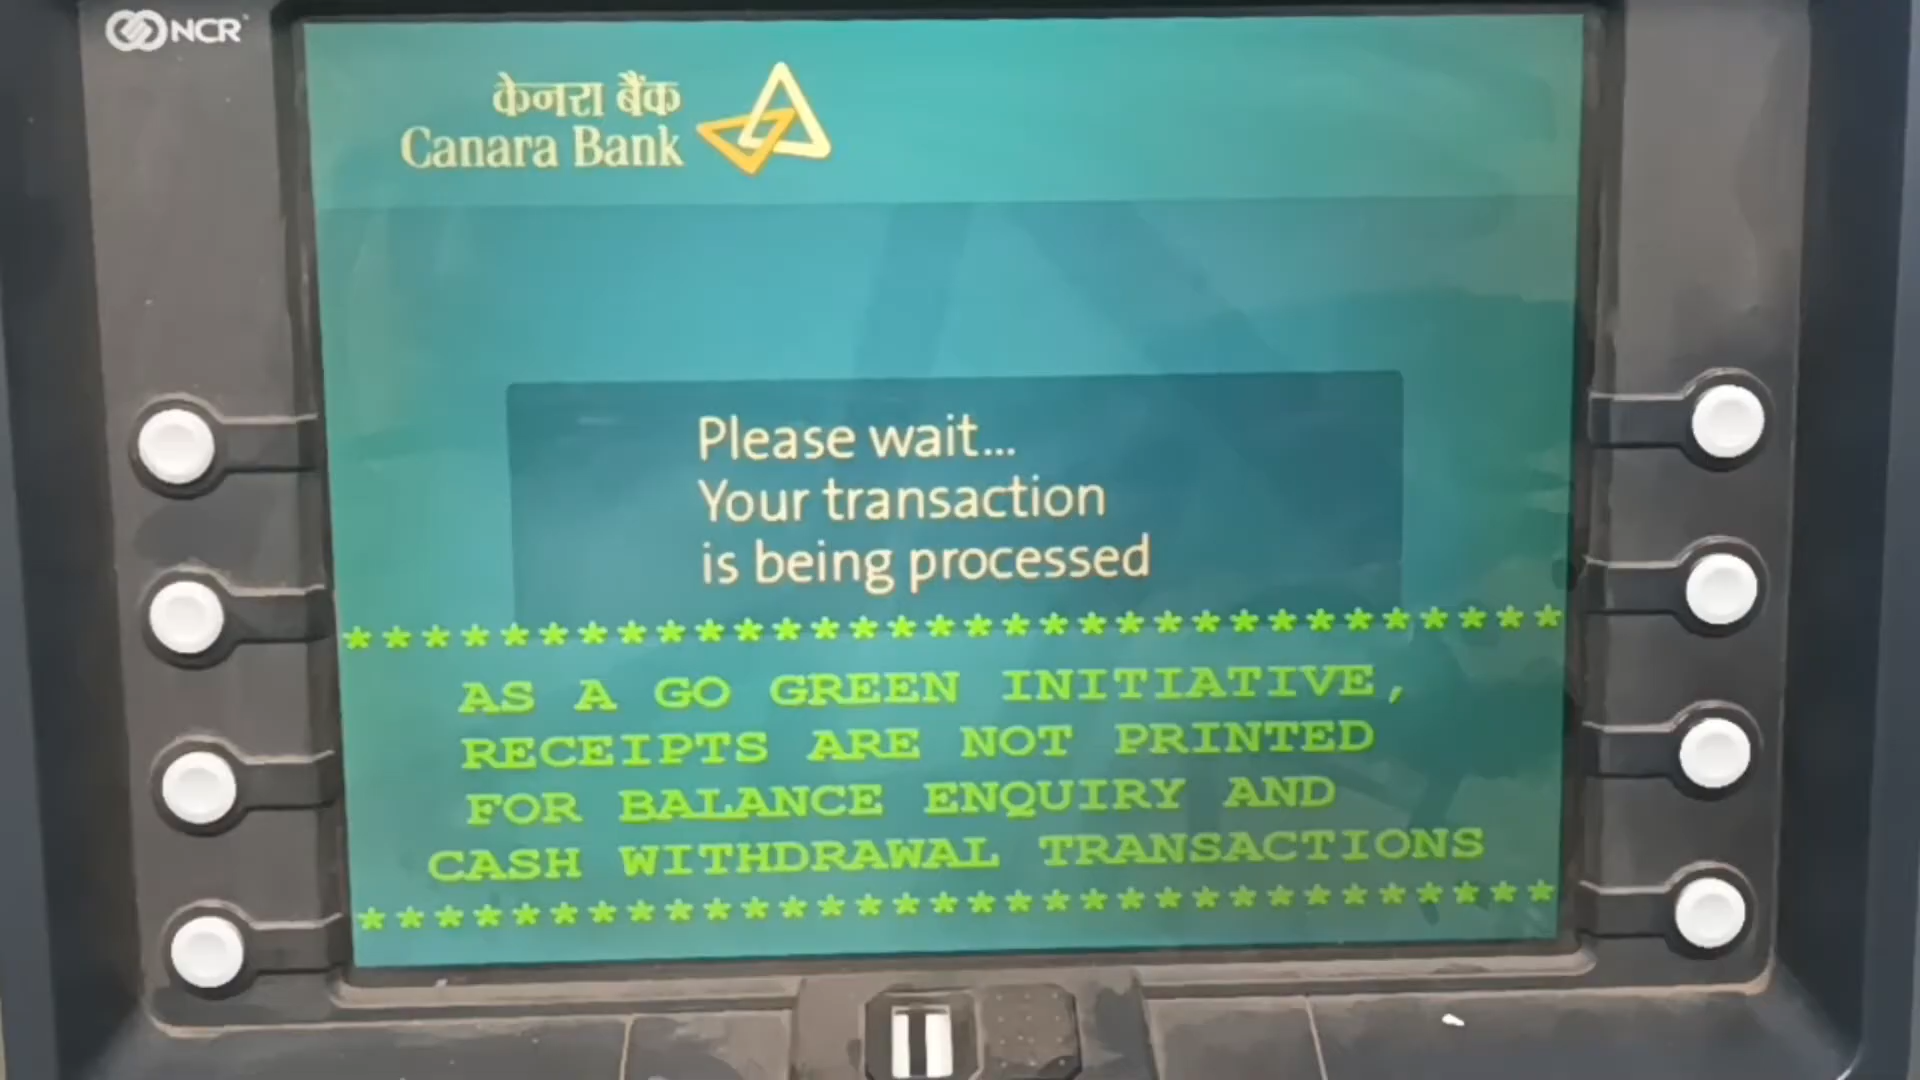 NCR
केनरा बैंक
Canara Bank
Please wait...
Your transaction
is being processed
********************************
AS A GO GREEN INITIATIVE,
RECEIPTS ARE NOT PRINTED
FOR BALANCE ENQUIRY AND
CASH WITHDRAWAL TRANSACTIONS
********************************